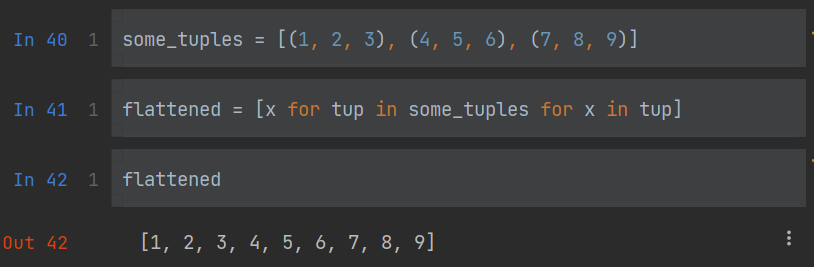 In 40 1 some_tuples = [(1, 2, 3), (4, 5, 6), (7, 8, 9)]
In 41 1 flattened = [x for tup in some_tuples for x in tup]
In 42 1 flattened
Out 42 [1, 2, 3, 4, 5, 6, 7, 8, 9]